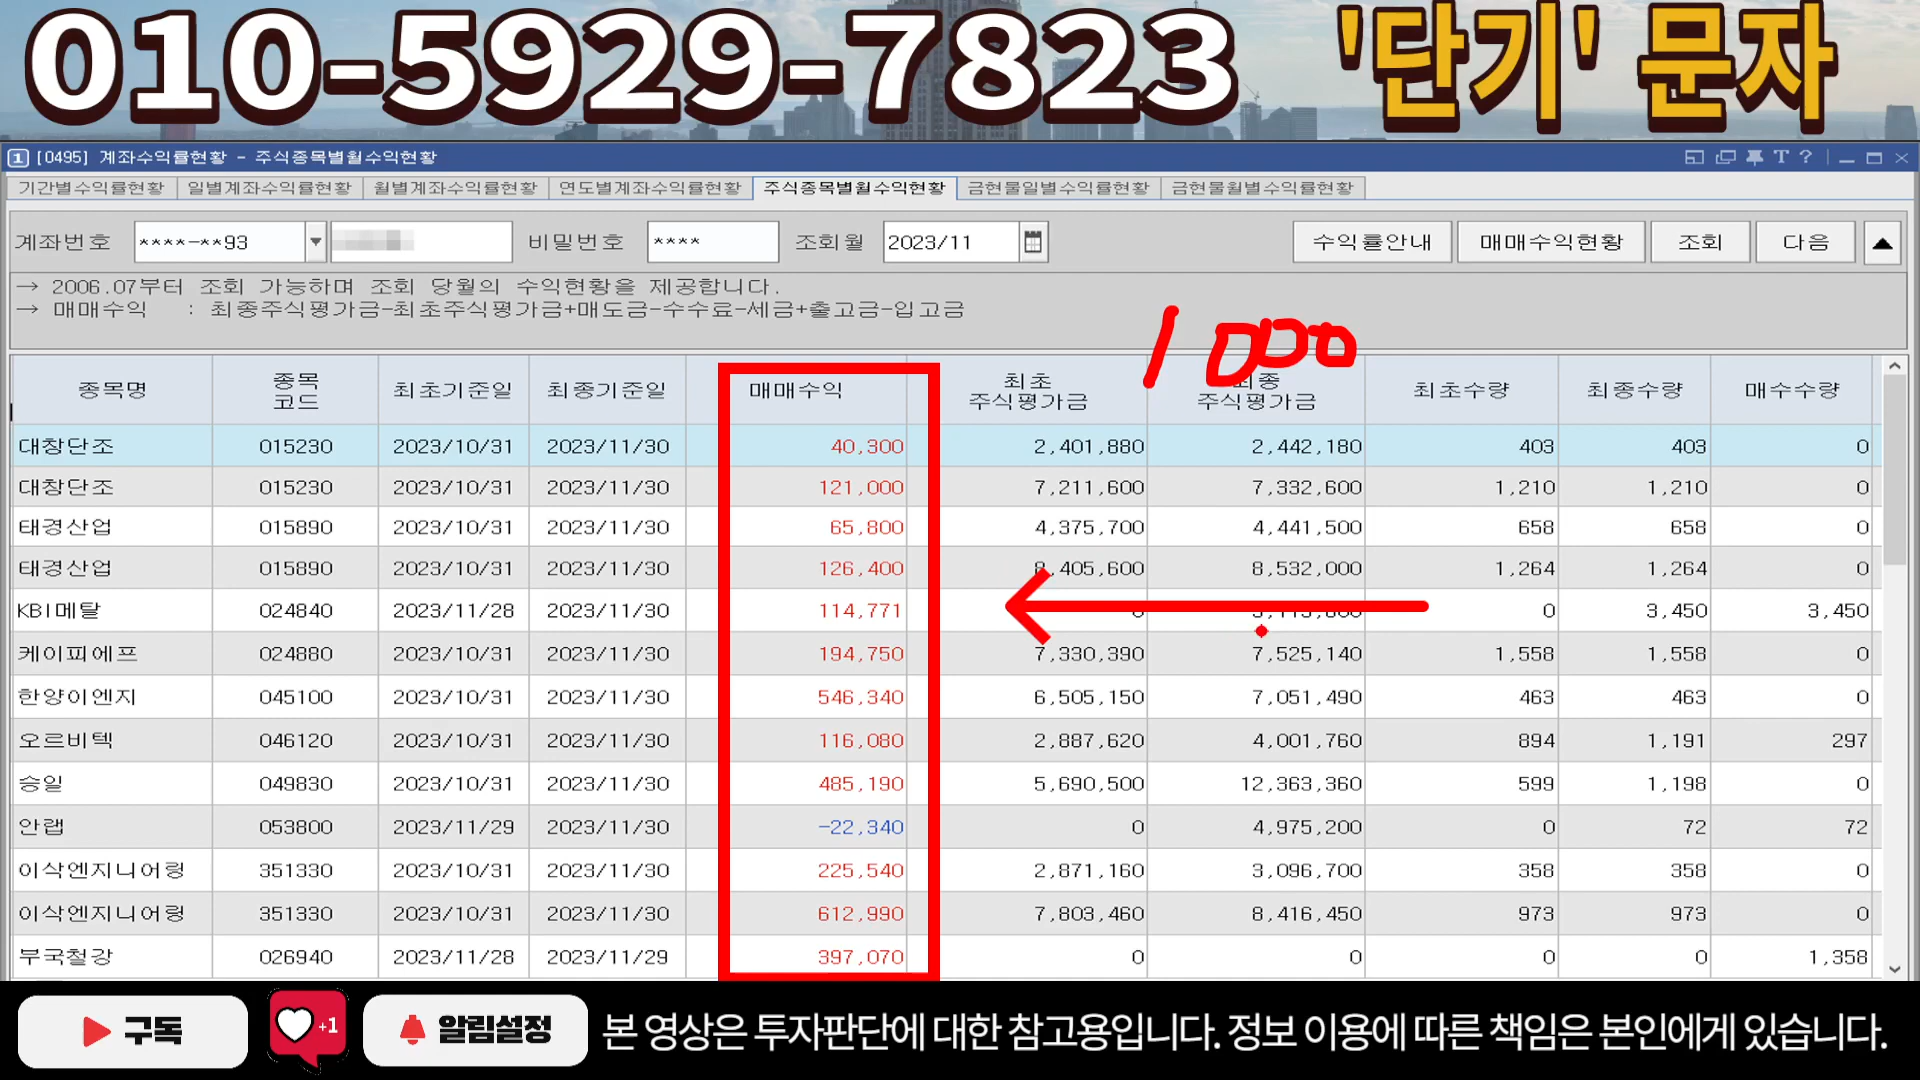 010-5929-7823 '단기' 문자
1 [0495] 계좌수익률현황 - 주식종목별월수익현황
기간별수익률현황 일별계좌수익률현황 월별계좌수익률현황 연도별계좌수익률현황 주식종목별월수익현황 금현물일별수익률현황 금현물월별수익률현황
계좌번호 ****-**93 비밀번호 **** 조회월 2023/11 수익률안내 매매수익현황 조회 다음
→ 2006.07부터 조회 가능하며 조회 당월의 수익현황을 제공합니다.
→ 매매수익 : 최종주식평가금-최초주식평가금+매도금-수수료-세금+출고금-입고금
1000
종목명 종목 코드 최초기준일 최종기준일 매매수익 최초 주식평가금 최종 주식평가금 최초수량 최종수량 매수수량
대창단조 015230 2023/10/31 2023/11/30 40,300 2,401,880 2,442,180 403 403 0
대창단조 015230 2023/10/31 2023/11/30 121,000 7,211,600 7,332,600 1,210 1,210 0
태경산업 015890 2023/10/31 2023/11/30 65,800 4,375,700 4,441,500 658 658 0
태경산업 015890 2023/10/31 2023/11/30 126,400 8,405,600 8,532,000 1,264 1,264 0
KBI메탈 024840 2023/11/28 2023/11/30 114,771 0 0 3,450 3,450
케이피에프 024880 2023/10/31 2023/11/30 194,750 7,330,390 7,525,140 1,558 1,558 0
한양이엔지 045100 2023/10/31 2023/11/30 546,340 6,505,150 7,051,490 463 463 0
오르비텍 046120 2023/10/31 2023/11/30 116,080 2,887,620 4,001,760 894 1,191 297
승일 049830 2023/10/31 2023/11/30 485,190 5,690,500 12,363,360 599 1,198 0
안랩 053800 2023/11/29 2023/11/30 -22,340 0 4,975,200 0 72 72
이삭엔지니어링 351330 2023/10/31 2023/11/30 225,540 2,871,160 3,096,700 358 358 0
이삭엔지니어링 351330 2023/10/31 2023/11/30 612,990 7,803,460 8,416,450 973 973 0
부국철강 026940 2023/11/28 2023/11/29 397,070 0 0 0 0 1,358
구독 +1 알림설정 본 영상은 투자판단에 대한 참고용입니다. 정보 이용에 따른 책임은 본인에게 있습니다.